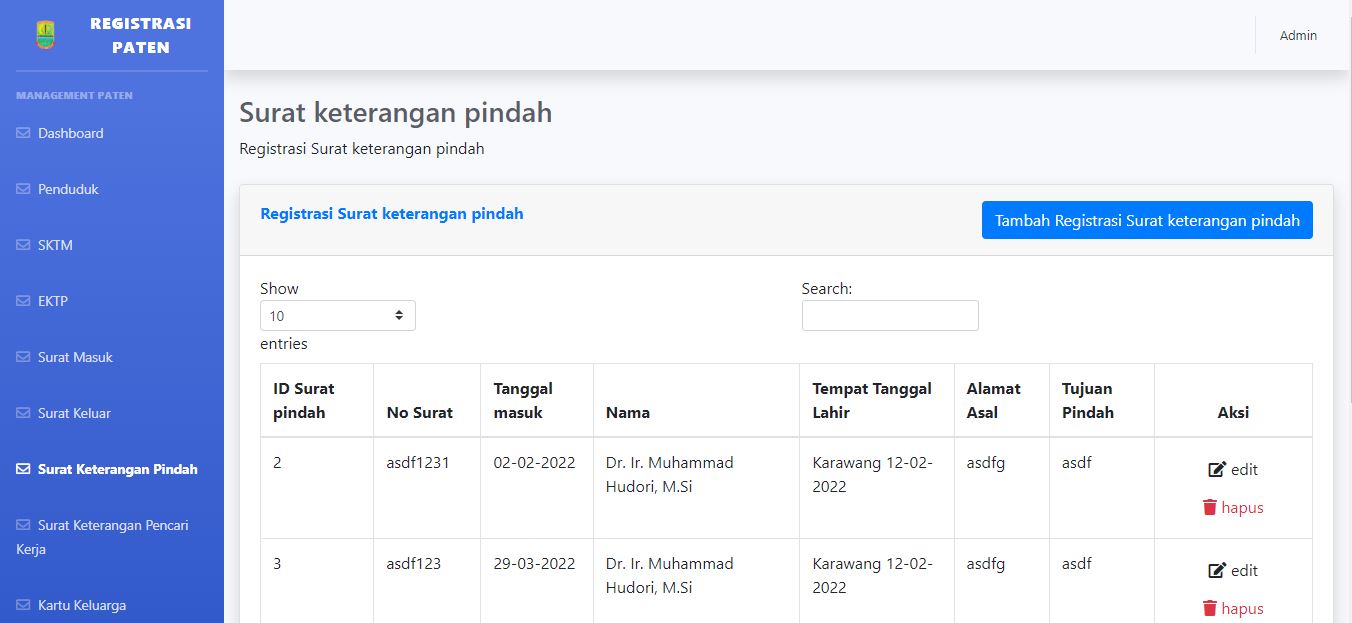 REGISTRASI
PATEN
MANAGEMENT PATEN
Dashboard
Penduduk
SKTM
EKTP
Surat Masuk
Surat Keluar
Surat Keterangan Pindah
Surat Keterangan Pencari
Kerja
Kartu Keluarga
Admin
Surat keterangan pindah
Registrasi Surat keterangan pindah
Registrasi Surat keterangan pindah
Tambah Registrasi Surat keterangan pindah
Show
10
entries
Search:
ID Surat pindah No Surat Tanggal masuk Nama Tempat Tanggal Lahir Alamat Asal Tujuan Pindah Aksi
2 asdf1231 02-02-2022 Dr. Ir. Muhammad Hudori, M.Si Karawang 12-02-2022 asdfg asdf edit
hapus
3 asdf123 29-03-2022 Dr. Ir. Muhammad Hudori, M.Si Karawang 12-02-2022 asdfg asdf edit
hapus